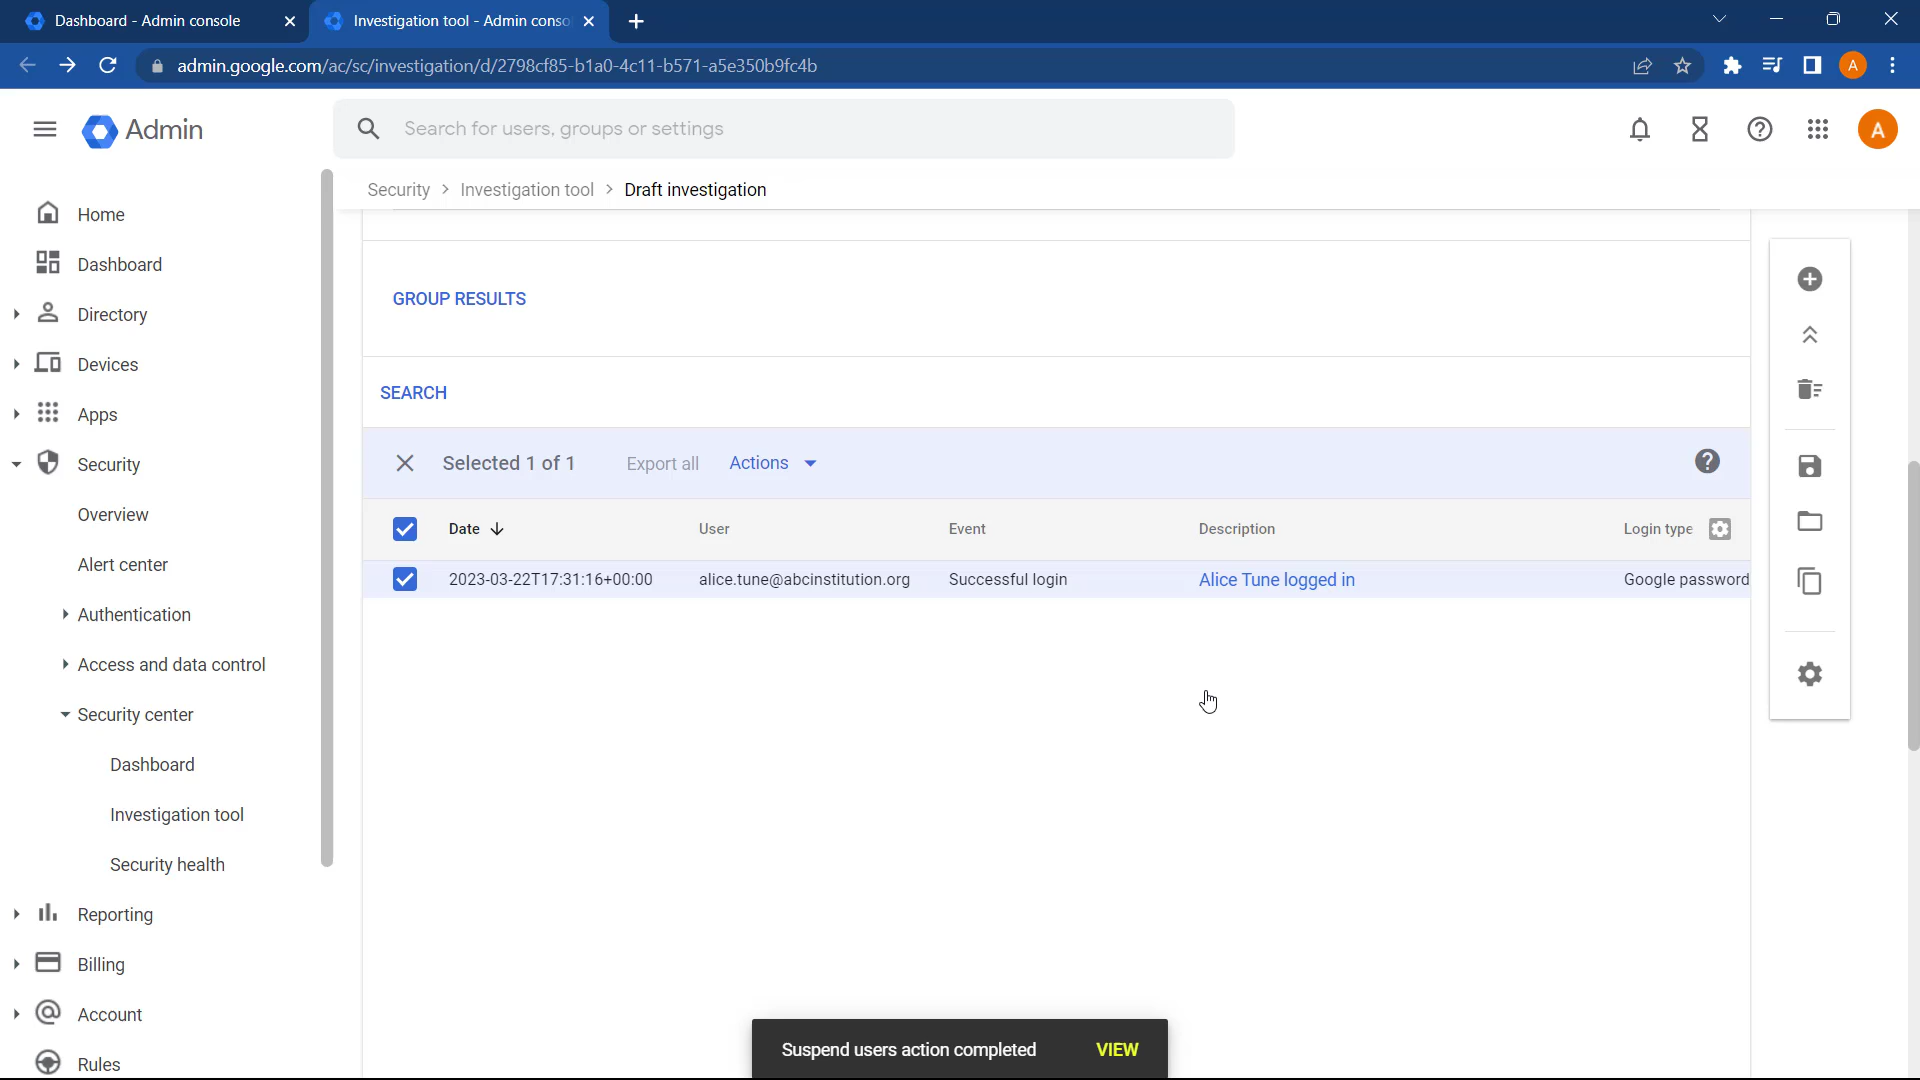 Dashboard - Admin console
Investigation tool - Admin conso
admin.google.com/ac/sc/investigation/d/2798cf85-b1a0-4c11-b571-a5e350b9fc4b
A
Admin
Search for users, groups or settings
A
Security > Investigation tool > Draft investigation
Home
Dashboard
Directory
Devices
Apps
Security
Overview
Alert center
Authentication
Access and data control
Security center
Dashboard
Investigation tool
Security health
Reporting
Billing
Account
Rules
GROUP RESULTS
SEARCH
Selected 1 of 1 Export all Actions
Date User Event Description Login type
2023-03-22T17:31:16+00:00 alice.tune@abcinstitution.org Successful login Alice Tune logged in Google password
Suspend users action completed VIEW